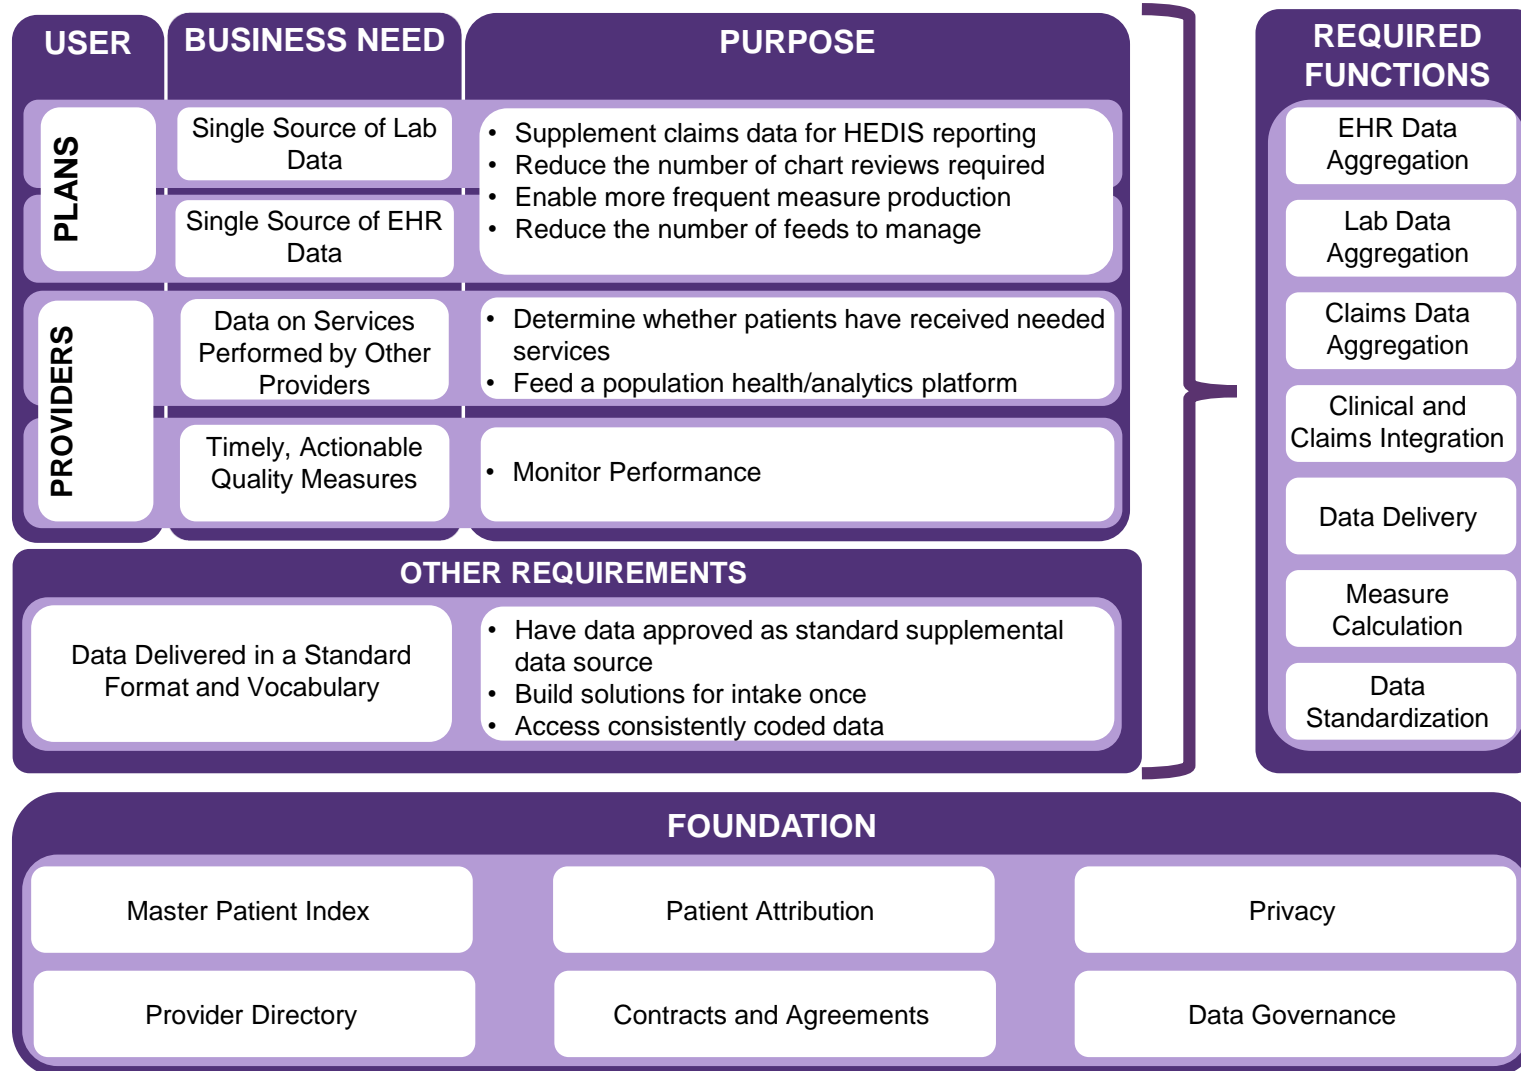 USER
BUSINESS NEED
PURPOSE
PLANS
Single Source of Lab
Data
Single Source of EHR
Data
• Supplement claims data for HEDIS reporting
• Reduce the number of chart reviews required
• Enable more frequent measure production
• Reduce the number of feeds to manage
PROVIDERS
Data on Services
Performed by Other
Providers
• Determine whether patients have received needed
services
• Feed a population health/analytics platform
Timely, Actionable
Quality Measures
• Monitor Performance
OTHER REQUIREMENTS
Data Delivered in a Standard
Format and Vocabulary
• Have data approved as standard supplemental
data source
• Build solutions for intake once
• Access consistently coded data
REQUIRED
FUNCTIONS
EHR Data
Aggregation
Lab Data
Aggregation
Claims Data
Aggregation
Clinical and
Claims Integration
Data Delivery
Measure
Calculation
Data
Standardization
FOUNDATION
Master Patient Index
Patient Attribution
Privacy
Provider Directory
Contracts and Agreements
Data Governance